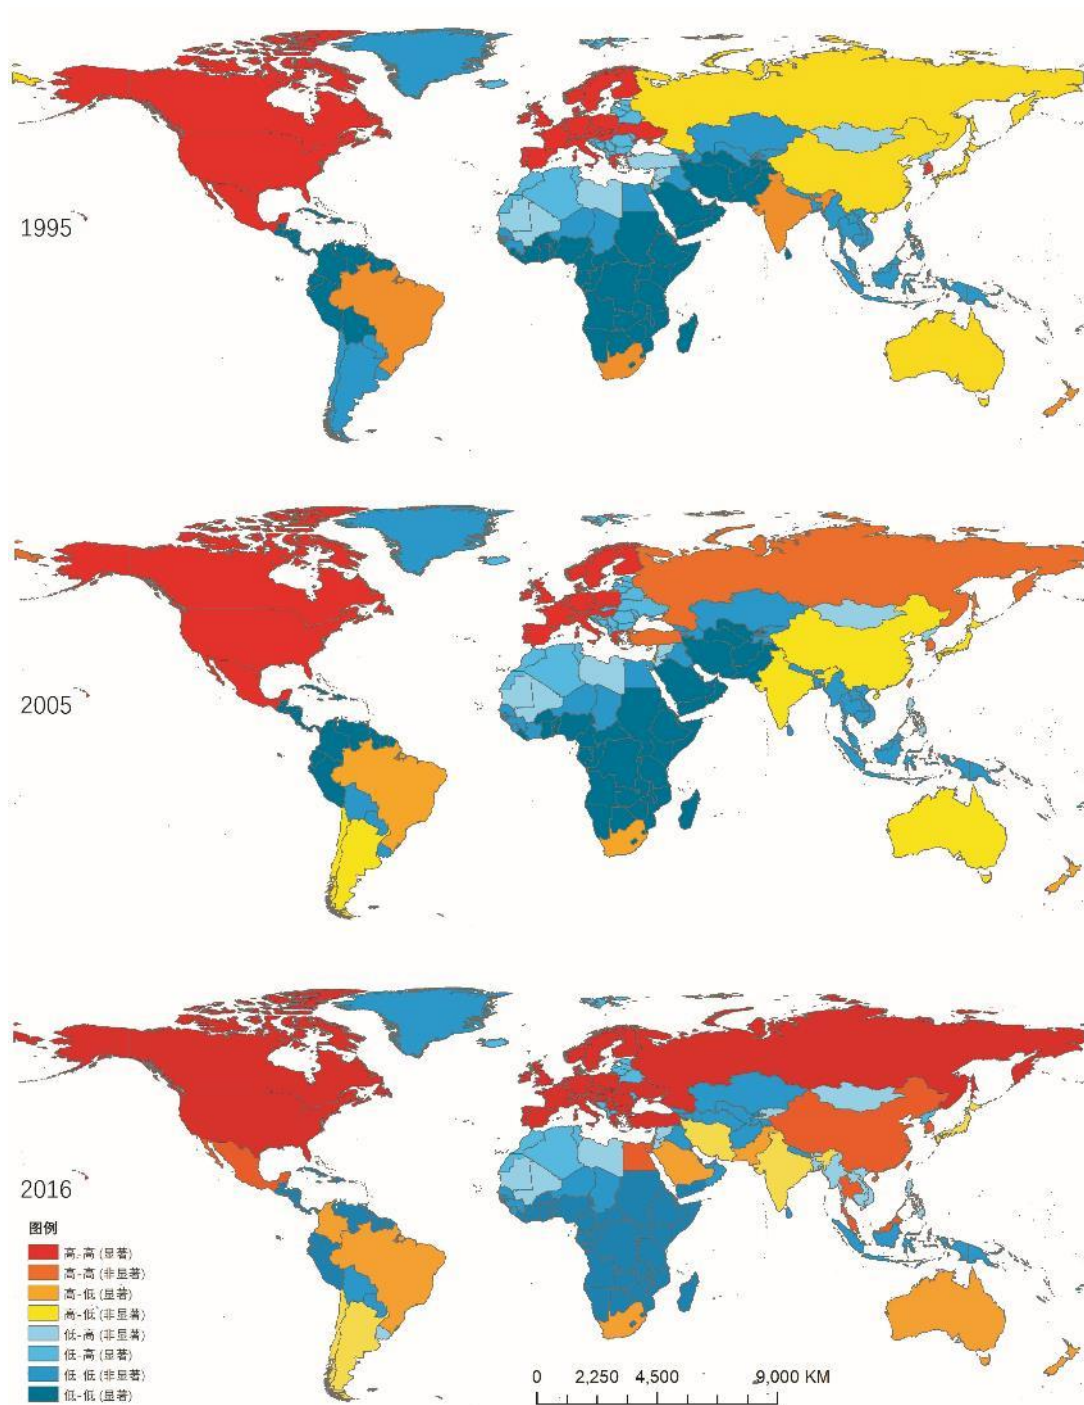 1995
2005
2016
图例
高-高 (显著)
高-高 (非显著)
高-低 (显著)
高-低 (非显著)
低-高 (非显著)
低-高 (显著)
低-低 (非显著)
低-低 (显著)
0 2,250 4,500 9,000 KM